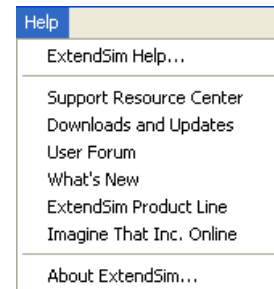 Help
ExtendSim Help...
Support Resource Center
Downloads and Updates
User Forum
What's New
ExtendSim Product Line
Imagine That Inc. Online
About ExtendSim...